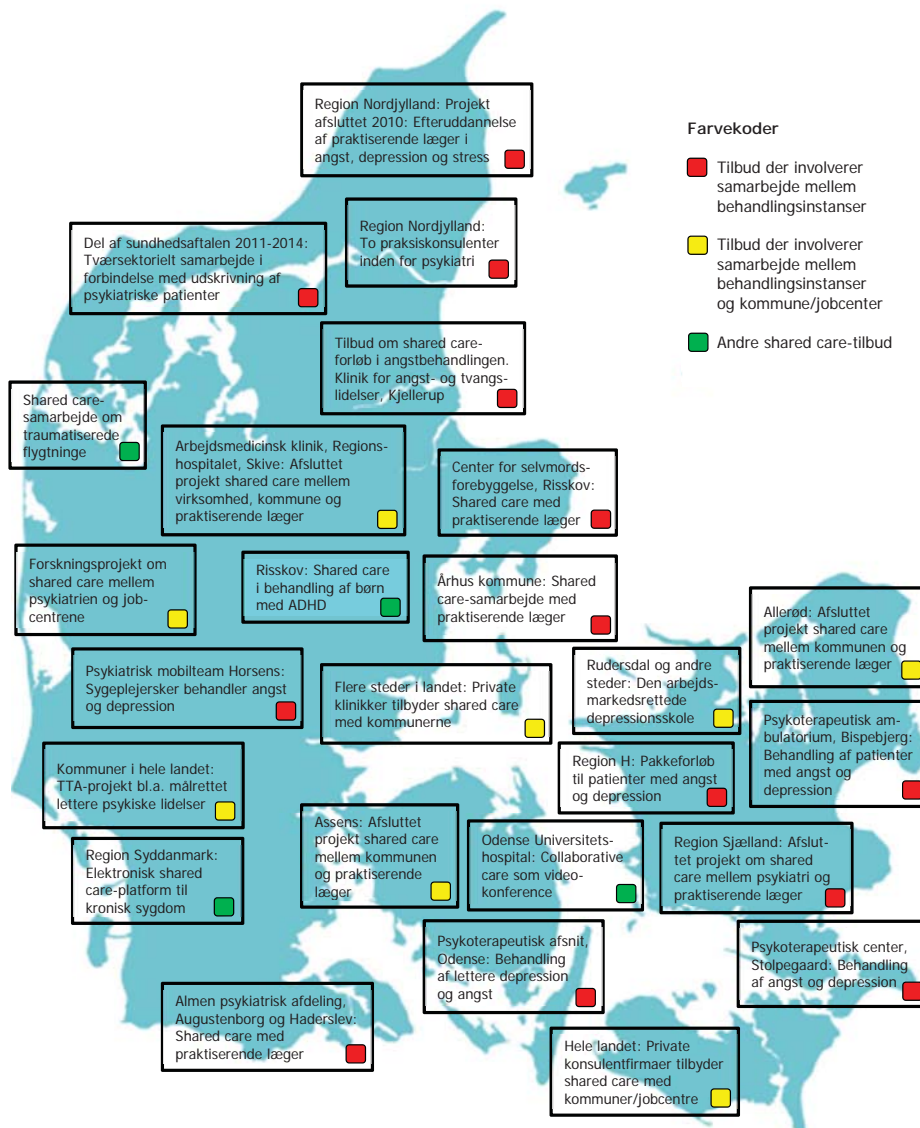 Region Nordjylland: Projekt
afsluttet 2010: Efteruddannelse
af praktiserende læger i
angst, depression og stress
Farvekoder
Tilbud der involverer
samarbejde mellem
behandlingsinstanser
Tilbud der involverer
samarbejde mellem
behandlingsinstanser
og kommune/jobcenter
Andre shared care-tilbud
Region Nordjylland:
To praksiskonsulenter
inden for psykiatri
Del af sundhedsaftalen 2011-2014:
Tværsektorielt samarbejde i
forbindelse med udskrivning af
psykiatriske patienter
Tilbud om shared care-
forløb i angstbehandlingen.
Klinik for angst- og tvangs-
lidelser, Kjellerup
Shared care-
samarbejde om
traumatiserede
flygtninge
Arbejdsmedicinsk klinik, Regions-
hospitalet, Skive: Afsluttet
projekt shared care mellem
virksomhed, kommune og
praktiserende læger
Center for selvmords-
forebyggelse, Risskov:
Shared care med
praktiserende læger
Forskningsprojekt om
shared care mellem
psykiatrien og job-
centrene
Risskov: Shared care
i behandling af børn
med ADHD
Århus kommune: Shared
care-samarbejde med
praktiserende læger
Allerød: Afsluttet
projekt shared care
mellem kommunen og
praktiserende læger
Psykiatrisk mobilteam Horsens:
Sygeplejersker behandler angst
og depression
Flere steder i landet: Private
klinikker tilbyder shared care
med kommunerne
Rudersdal og andre
steder: Den arbejds-
markedsrettede
depressionsskole
Psykoterapeutisk am-
bulatorium, Bispebjerg:
Behandling af patienter
med angst og
depression
Kommuner i hele landet:
TTA-projekt bl.a. målrettet
lettere psykiske lidelser
Region H: Pakkeforløb
til patienter med angst
og depression
Assens: Afsluttet
projekt shared care
mellem kommunen
og praktiserende
læger
Odense Universitets-
hospital: Collaborative
care som video-
konference
Region Sjælland: Afslut-
tet projekt om shared
care mellem psykiatri og
praktiserende læger
Region Syddanmark:
Elektronisk shared
care-platform til
kronisk sygdom
Psykoterapeutisk afsnit,
Odense: Behandling
af lettere depression
og angst
Psykoterapeutisk center,
Stolpegaard: Behandling
af angst og depression
Almen psykiatrisk afdeling,
Augustenborg og Haderslev:
Shared care med
praktiserende læger
Hele landet: Private
konsulentfirmaer tilbyder
shared care med
kommuner/jobcentre